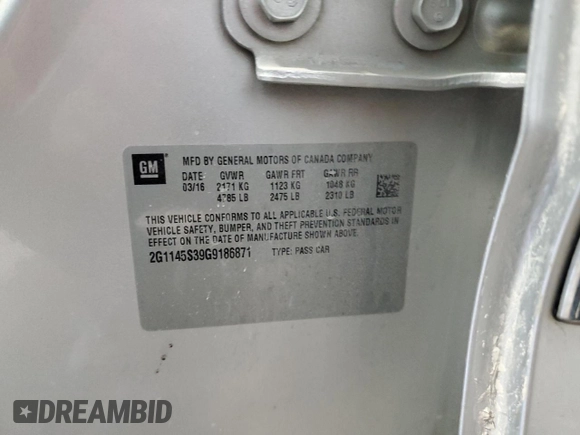 GM
MFD BY GENERAL MOTORS OF CANADA COMPANY
DATE GVWR GAWR FRT GAWR RR
03/16 2171 KG 1123 KG 1048 KG
4785 LB 2475 LB 2310 LB
THIS VEHICLE CONFORMS TO ALL APPLICABLE U.S. FEDERAL MOTOR
VEHICLE SAFETY, BUMPER, AND THEFT PREVENTION STANDARDS IN
EFFECT ON THE DATE OF MANUFACTURE SHOWN ABOVE.
2G1145S39G9186871 TYPE: PASS CAR
DREAMBID